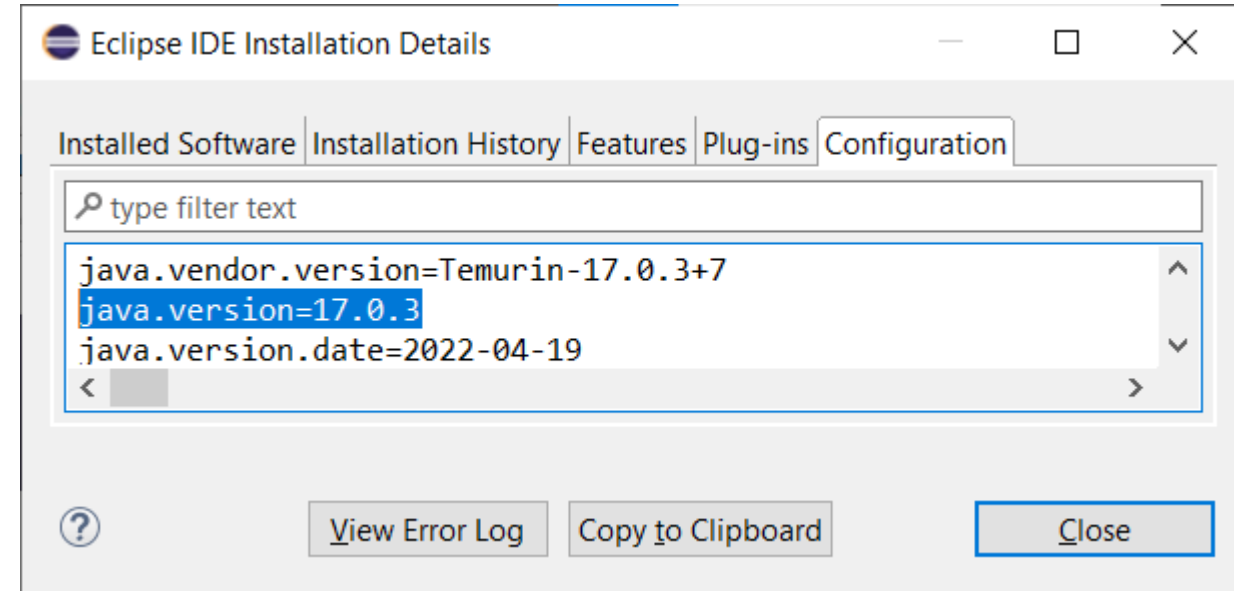 Eclipse IDE Installation Details
Installed Software Installation History Features Plug-ins Configuration
type filter text
java.vendor.version=Temurin-17.0.3+7
java.version=17.0.3
java.version.date=2022-04-19
? View Error Log Copy to Clipboard Close